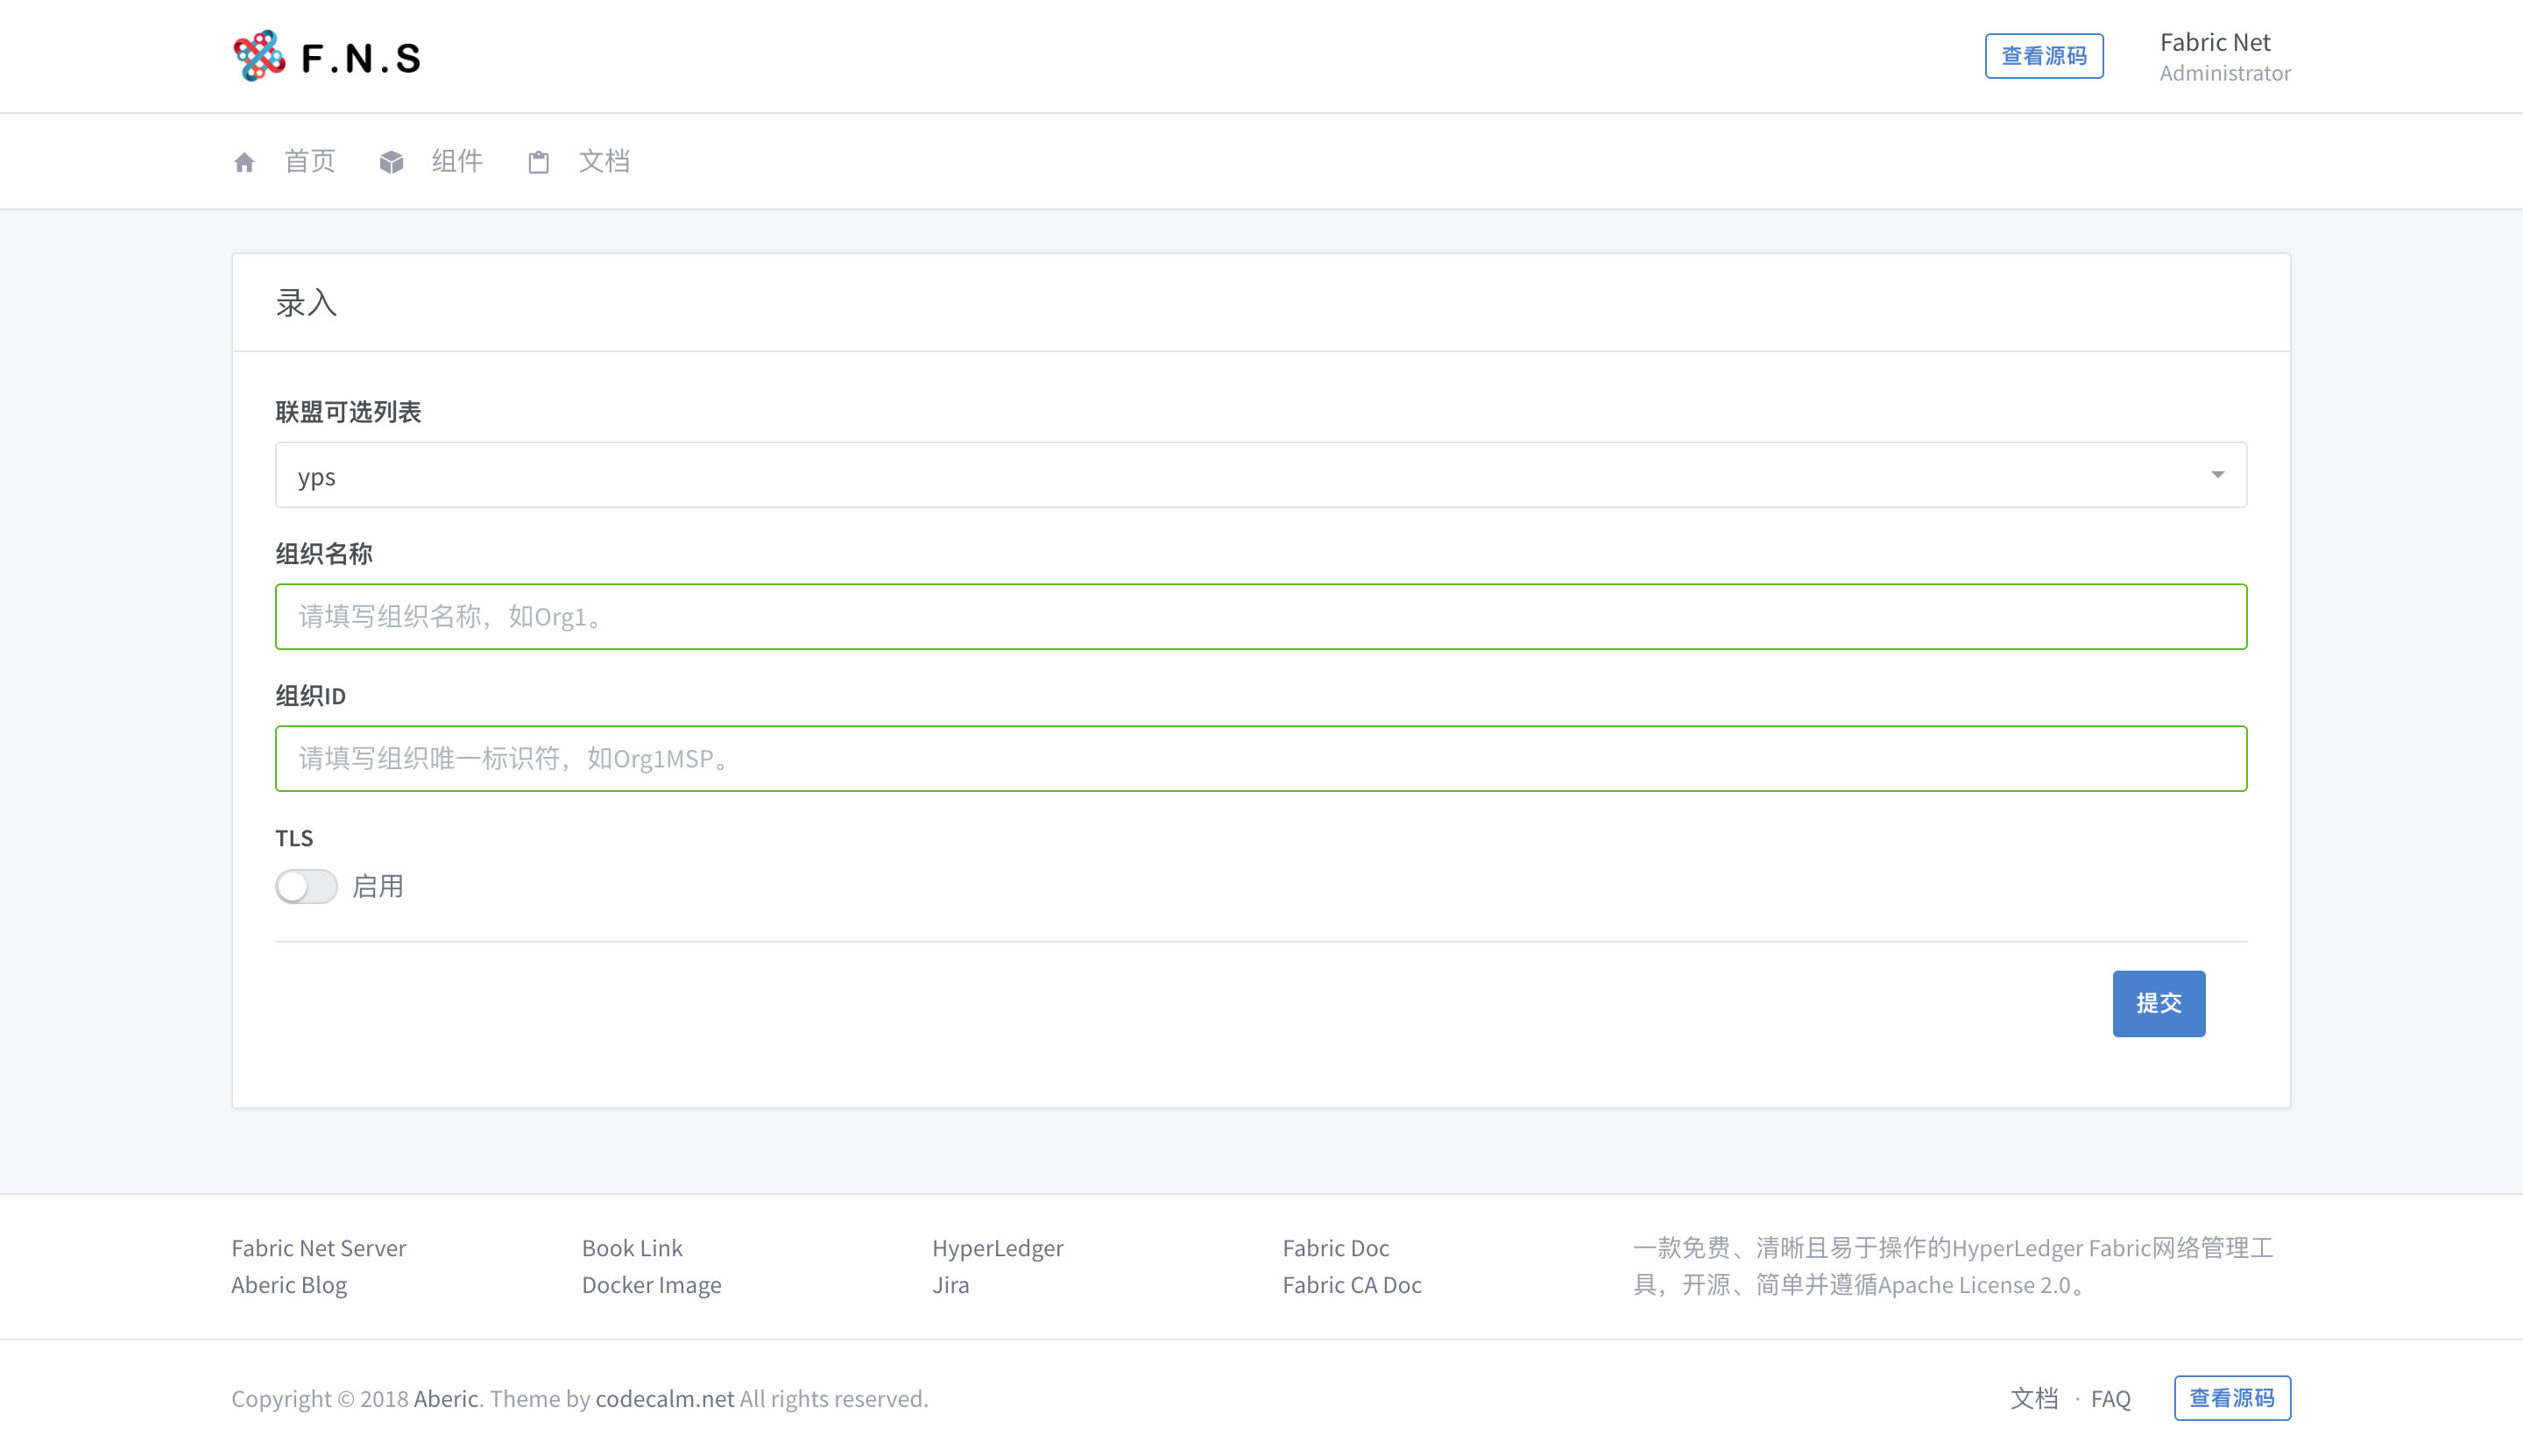 F.N.S
查看源码
Fabric Net
Administrator
首页 组件 文档
录入
联盟可选列表
yps
组织名称
请填写组织名称，如Org1。
组织ID
请填写组织唯一标识符，如Org1MSP。
TLS
启用
提交
Fabric Net Server
Aberic Blog
Book Link
Docker Image
HyperLedger
Jira
Fabric Doc
Fabric CA Doc
一款免费、清晰且易于操作的HyperLedger Fabric网络管理工
具，开源、简单并遵循Apache License 2.0。
Copyright © 2018 Aberic. Theme by codecalm.net All rights reserved.
文档 · FAQ
查看源码